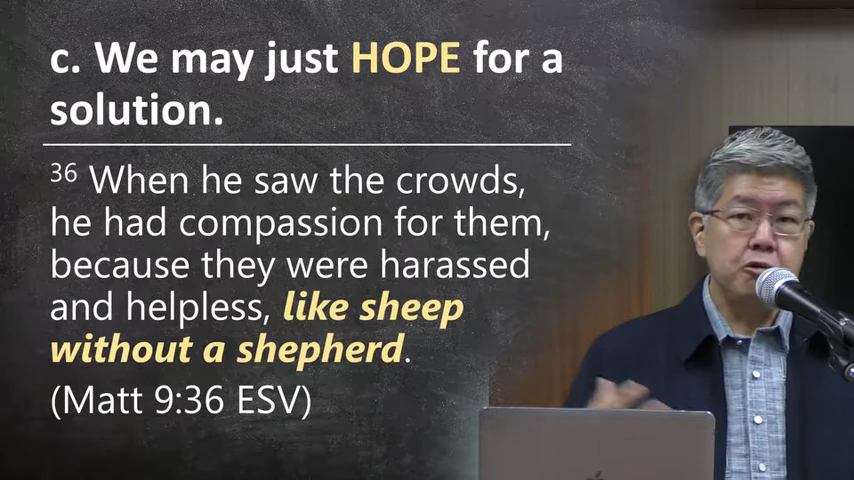 c. We may just HOPE for a
solution.
36 When he saw the crowds,
he had compassion for them,
because they were harassed
and helpless, like sheep
without a shepherd.
(Matt 9:36 ESV)